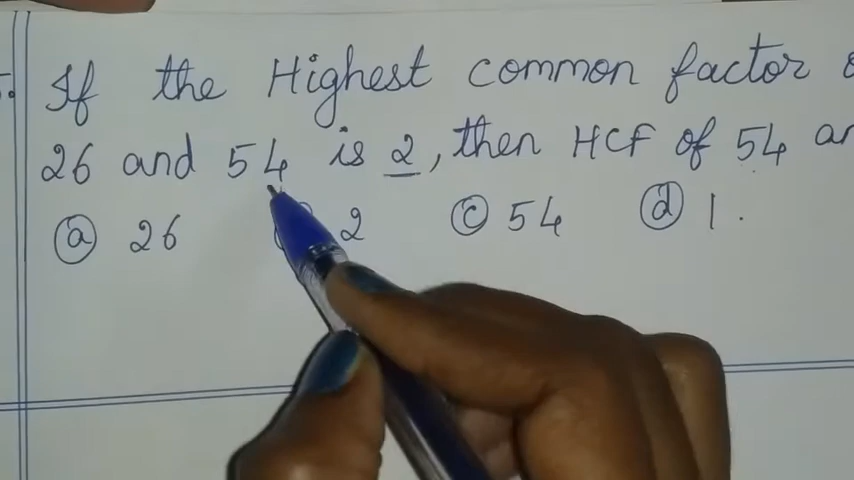 If the Highest common factor
26 and 54 is 2, then HCF of 54
ⓐ 26 2 ⓒ 54 ⓓ 1.